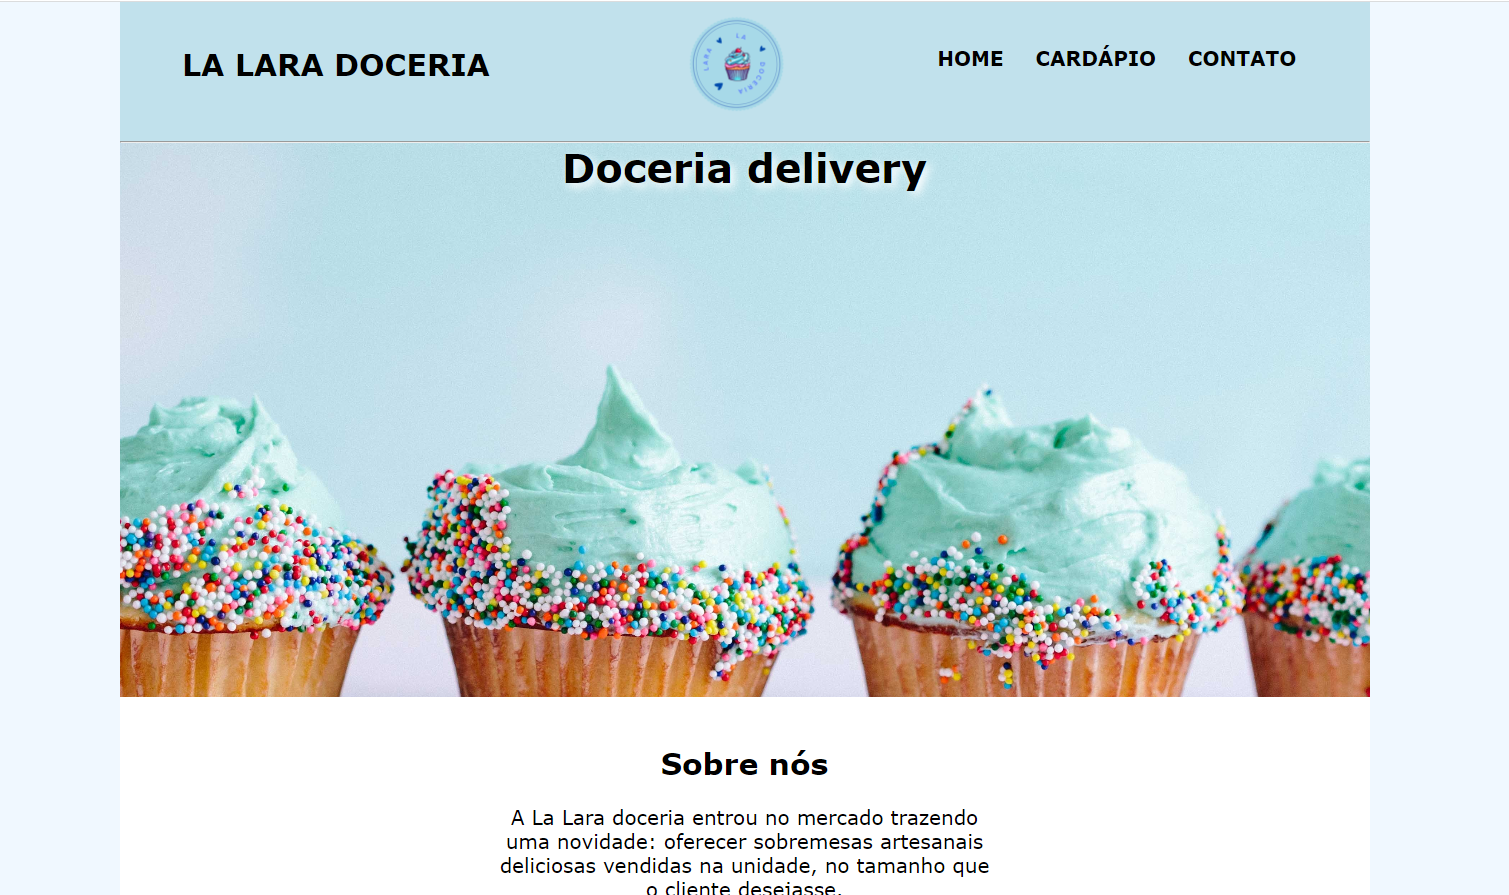 LA LARA DOCERIA
LA LARA DOCERIA
HOME CARDÁPIO CONTATO
Doceria delivery
Sobre nós
A La Lara doceria entrou no mercado trazendo
uma novidade: oferecer sobremesas artesanais
deliciosas vendidas na unidade, no tamanho que
o cliente desejasse.